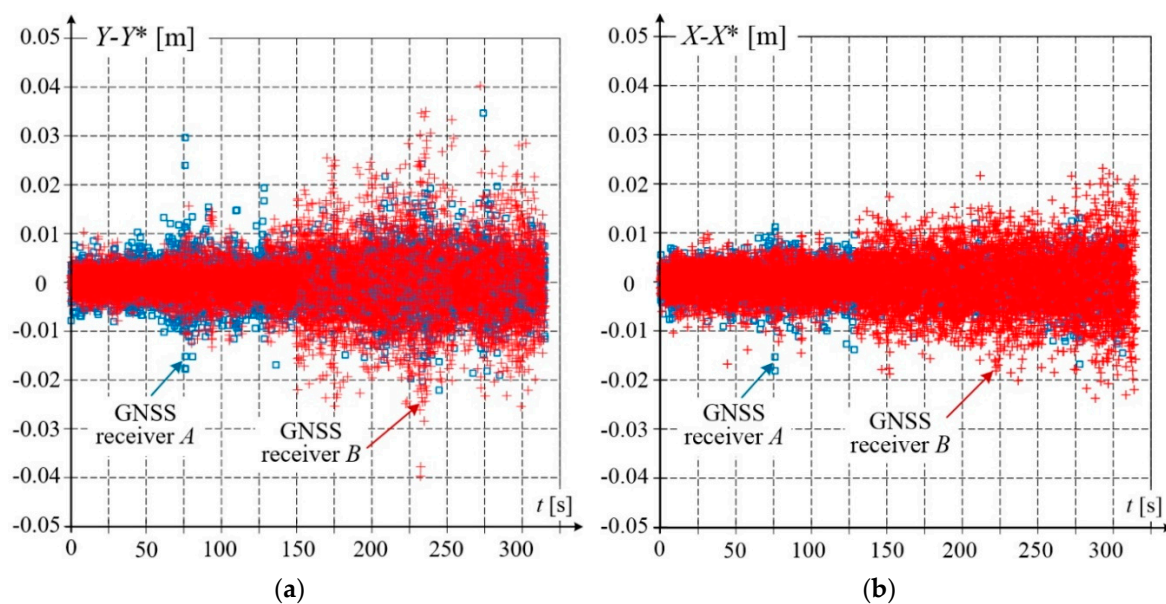 Y-Y* [m]
0.05
0.04
0.03
0.02
0.01
0
-0.01
-0.02
-0.03
-0.04
-0.05
GNSS
receiver A
GNSS
receiver B
t [s]
0 50 100 150 200 250 300
(a)
X-X* [m]
0.05
0.04
0.03
0.02
0.01
0
-0.01
-0.02
-0.03
-0.04
-0.05
GNSS
receiver A
GNSS
receiver B
t [s]
0 50 100 150 200 250 300
(b)